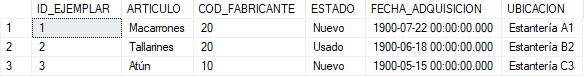 ID_EJEMPLAR ARTICULO COD_FABRICANTE ESTADO FECHA_ADQUISICION UBICACION
1 1 Macarrones 20 Nuevo 1900-07-22 00:00:00.000 Estantería A1
2 2 Tallarines 20 Usado 1900-06-18 00:00:00.000 Estantería B2
3 3 Atún 10 Nuevo 1900-05-15 00:00:00.000 Estantería C3